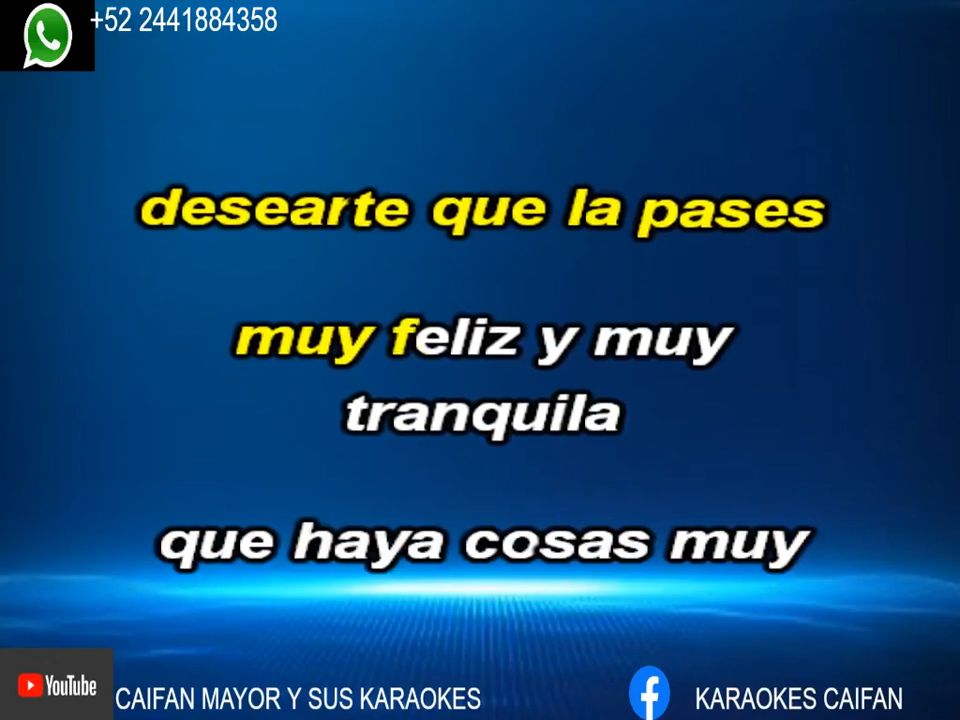 +52 2441884358
desearte que la pases
muy feliz y muy
tranquila
que haya cosas muy
YouTube
CAIFAN MAYOR Y SUS KARAOKES
KARAOKES CAIFAN